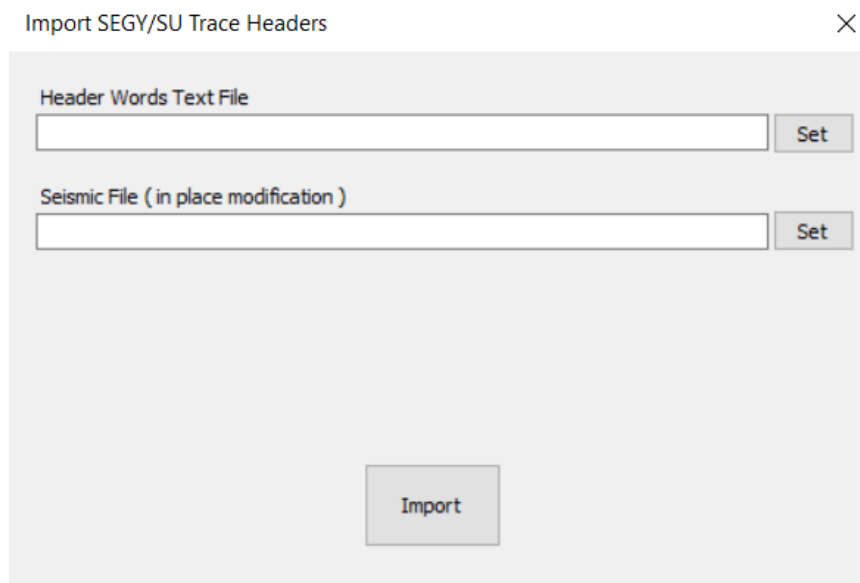 Import SEGY/SU Trace Headers
Header Words Text File
Set
Seismic File ( in place modification )
Set
Import